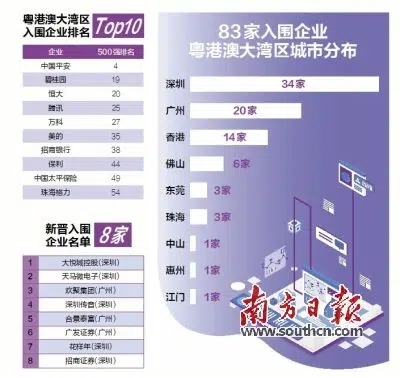 粤港澳大湾区
入围企业排名 Top10
企业 500强排名
中国平安 4
碧桂园 19
恒大 20
腾讯 25
万科 27
美的 35
招商银行 38
保利 44
中国太平保险 49
珠海格力 54
新晋入围
企业名单 8家
1 大悦城控股(深圳)
2 天马微电子(深圳)
3 欢聚集团(广州)
4 深圳传音(深圳)
5 合景泰富(广州)
6 广发证券(广州)
7 花样年(深圳)
8 招商证券(深圳)
83家入围企业
粤港澳大湾区城市分布
深圳 34家
广州 20家
香港 14家
佛山 6家
东莞 3家
珠海 3家
中山 1家
惠州 1家
江门 1家
南方日报
www.southcn.com